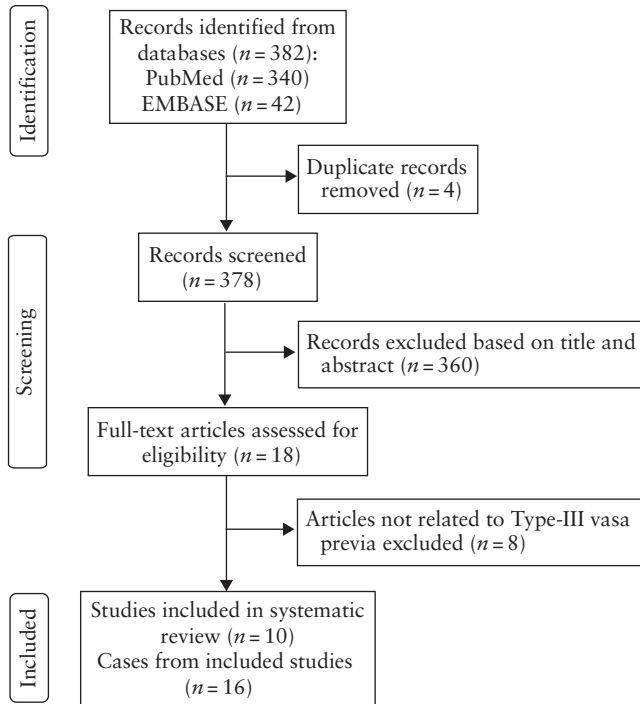 Identification
Records identified from
databases (n = 382):
PubMed (n = 340)
EMBASE (n = 42)
Duplicate records
removed (n = 4)
Screening
Records screened
(n = 378)
Records excluded based on title and
abstract (n = 360)
Full-text articles assessed for
eligibility (n = 18)
Articles not related to Type-III vasa
previa excluded (n = 8)
Included
Studies included in systematic
review (n = 10)
Cases from included studies
(n = 16)